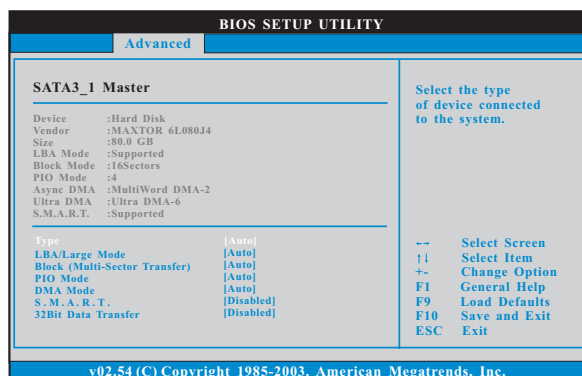 BIOS SETUP UTILITY
Advanced
SATA3_1 Master
Device :Hard Disk
Vendor :MAXTOR 6L080J4
Size :80.0 GB
LBA Mode :Supported
Block Mode :16Sectors
PIO Mode :4
Async DMA :MultiWord DMA-2
Ultra DMA :Ultra DMA-6
S.M.A.R.T. :Supported
Type [Auto]
LBA/Large Mode [Auto]
Block (Multi-Sector Transfer) [Auto]
PIO Mode [Auto]
DMA Mode [Auto]
S.M.A.R.T. [Disabled]
32Bit Data Transfer [Disabled]
Select the type
of device connected
to the system.
←→ Select Screen
↑↓ Select Item
+- Change Option
F1 General Help
F9 Load Defaults
F10 Save and Exit
ESC Exit
v02.54 (C) Copyright 1985-2003, American Megatrends, Inc.